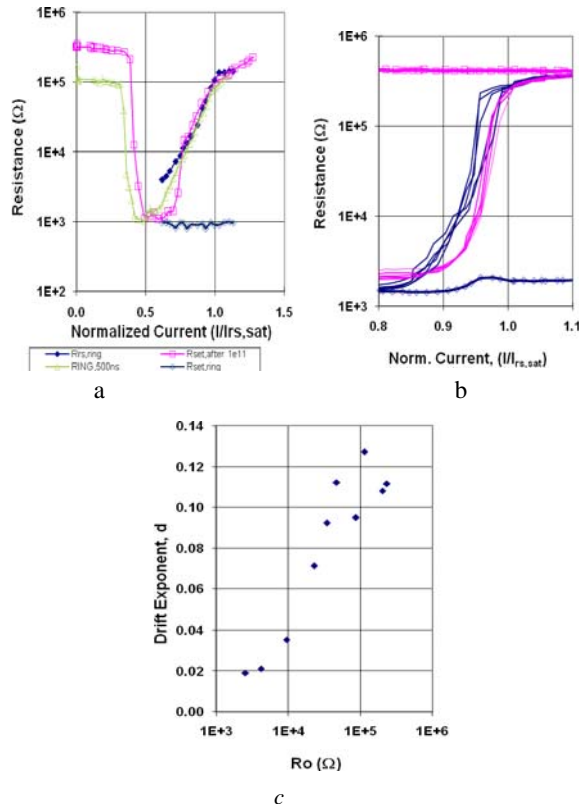 1E+6
1E+5
1E+4
1E+3
1E+2
Resistance (Ω)
0.0 0.5 1.0 1.5
Normalized Current (I/Irs,sat)
Rrs,ring
Rset,after 1e11
RING,500ns
Rset,ring
a
1E+6
1E+5
1E+4
1E+3
Resistance (Ω)
0.8 0.9 1.0 1.1
Norm. Current, (I/Irs,sat)
b
0.14
0.12
0.10
0.08
0.06
0.04
0.02
0.00
Drift Exponent, d
1E+3 1E+4 1E+5 1E+6
Ro (Ω)
c